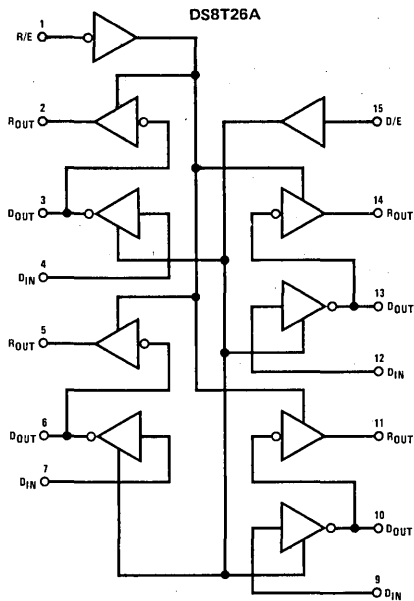 DS8T26A
1
R/E
2
ROUT
15
D/E
3
DOUT
14
ROUT
4
DIN
13
DOUT
5
ROUT
12
DIN
6
DOUT
11
ROUT
7
DIN
10
DOUT
9
DIN